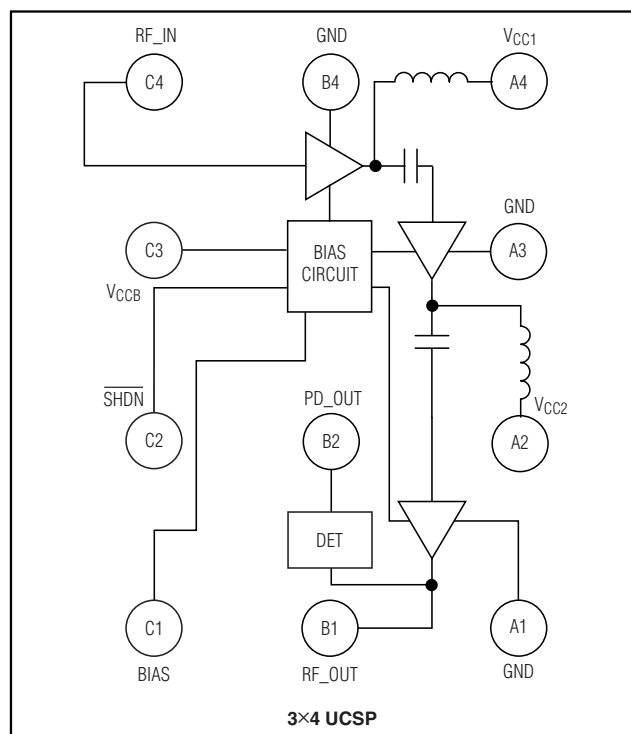 RF_IN
GND
VCC1
C4
B4
A4
GND
C3
BIAS
CIRCUIT
A3
VCCB
SHDN
PD_OUT
VCC2
C2
B2
A2
DET
C1
B1
A1
BIAS
RF_OUT
GND
3×4 UCSP